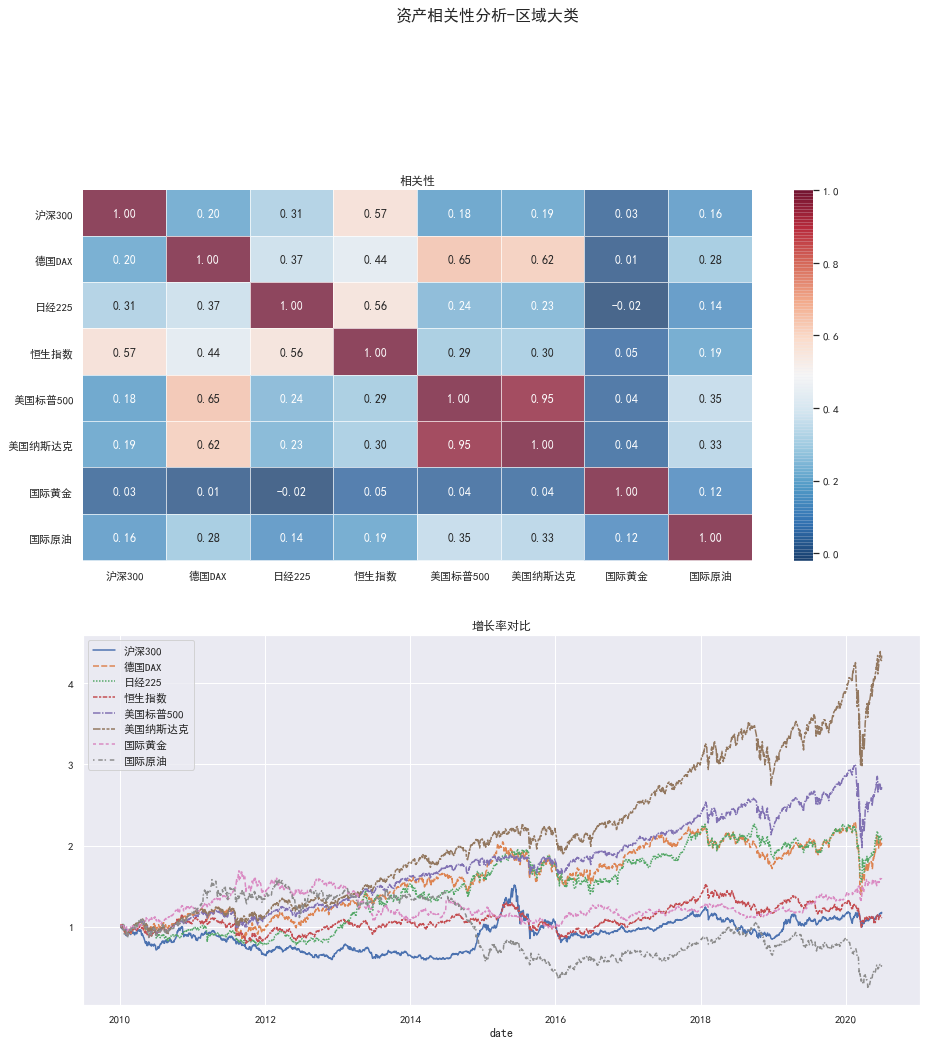 资产相关性分析-区域大类
相关性
沪深300 1.00 0.20 0.31 0.57 0.18 0.19 0.03 0.16
德国DAX 0.20 1.00 0.37 0.44 0.65 0.62 0.01 0.28
日经225 0.31 0.37 1.00 0.56 0.24 0.23 -0.02 0.14
恒生指数 0.57 0.44 0.56 1.00 0.29 0.30 0.05 0.19
美国标普500 0.18 0.65 0.24 0.29 1.00 0.95 0.04 0.35
美国纳斯达克 0.19 0.62 0.23 0.30 0.95 1.00 0.04 0.33
国际黄金 0.03 0.01 -0.02 0.05 0.04 0.04 1.00 0.12
国际原油 0.16 0.28 0.14 0.19 0.35 0.33 0.12 1.00
沪深300 德国DAX 日经225 恒生指数 美国标普500 美国纳斯达克 国际黄金 国际原油
1.0
0.8
0.6
0.4
0.2
0.0
增长率对比
沪深300
德国DAX
日经225
恒生指数
美国标普500
美国纳斯达克
国际黄金
国际原油
4
3
2
1
2010 2012 2014 2016 2018 2020
date